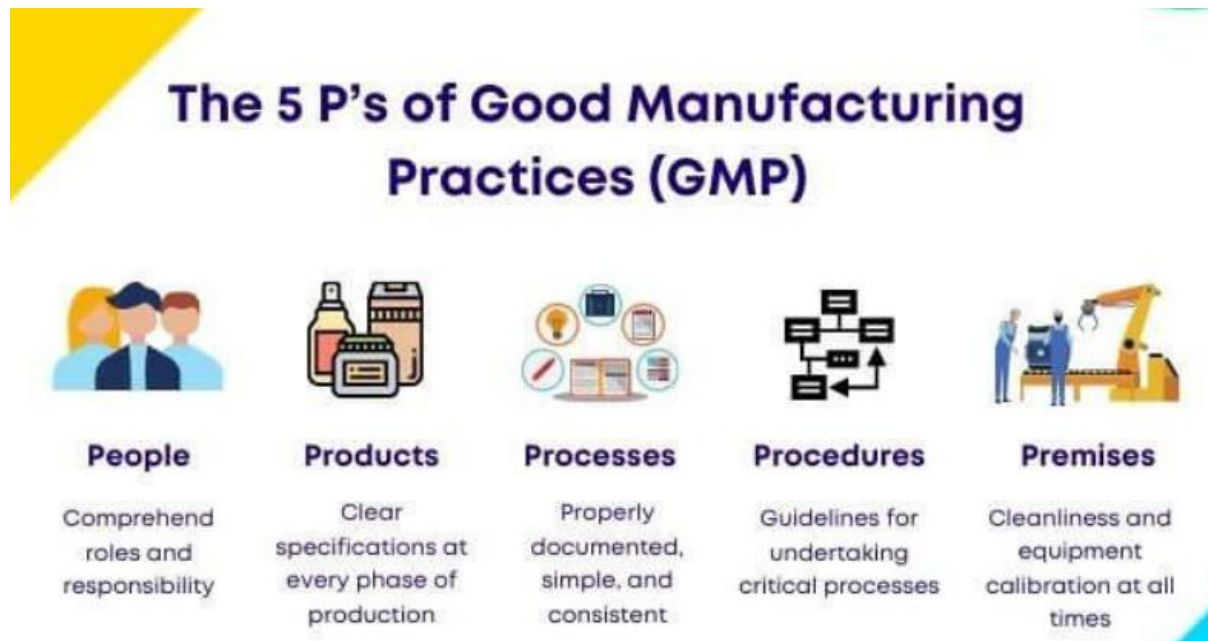 The 5 P's of Good Manufacturing
Practices (GMP)
People
Comprehend
roles and
responsibility
Products
Clear
specifications at
every phase of
production
Processes
Properly
documented,
simple, and
consistent
Procedures
Guidelines for
undertaking
critical processes
Premises
Cleanliness and
equipment
calibration at all
times